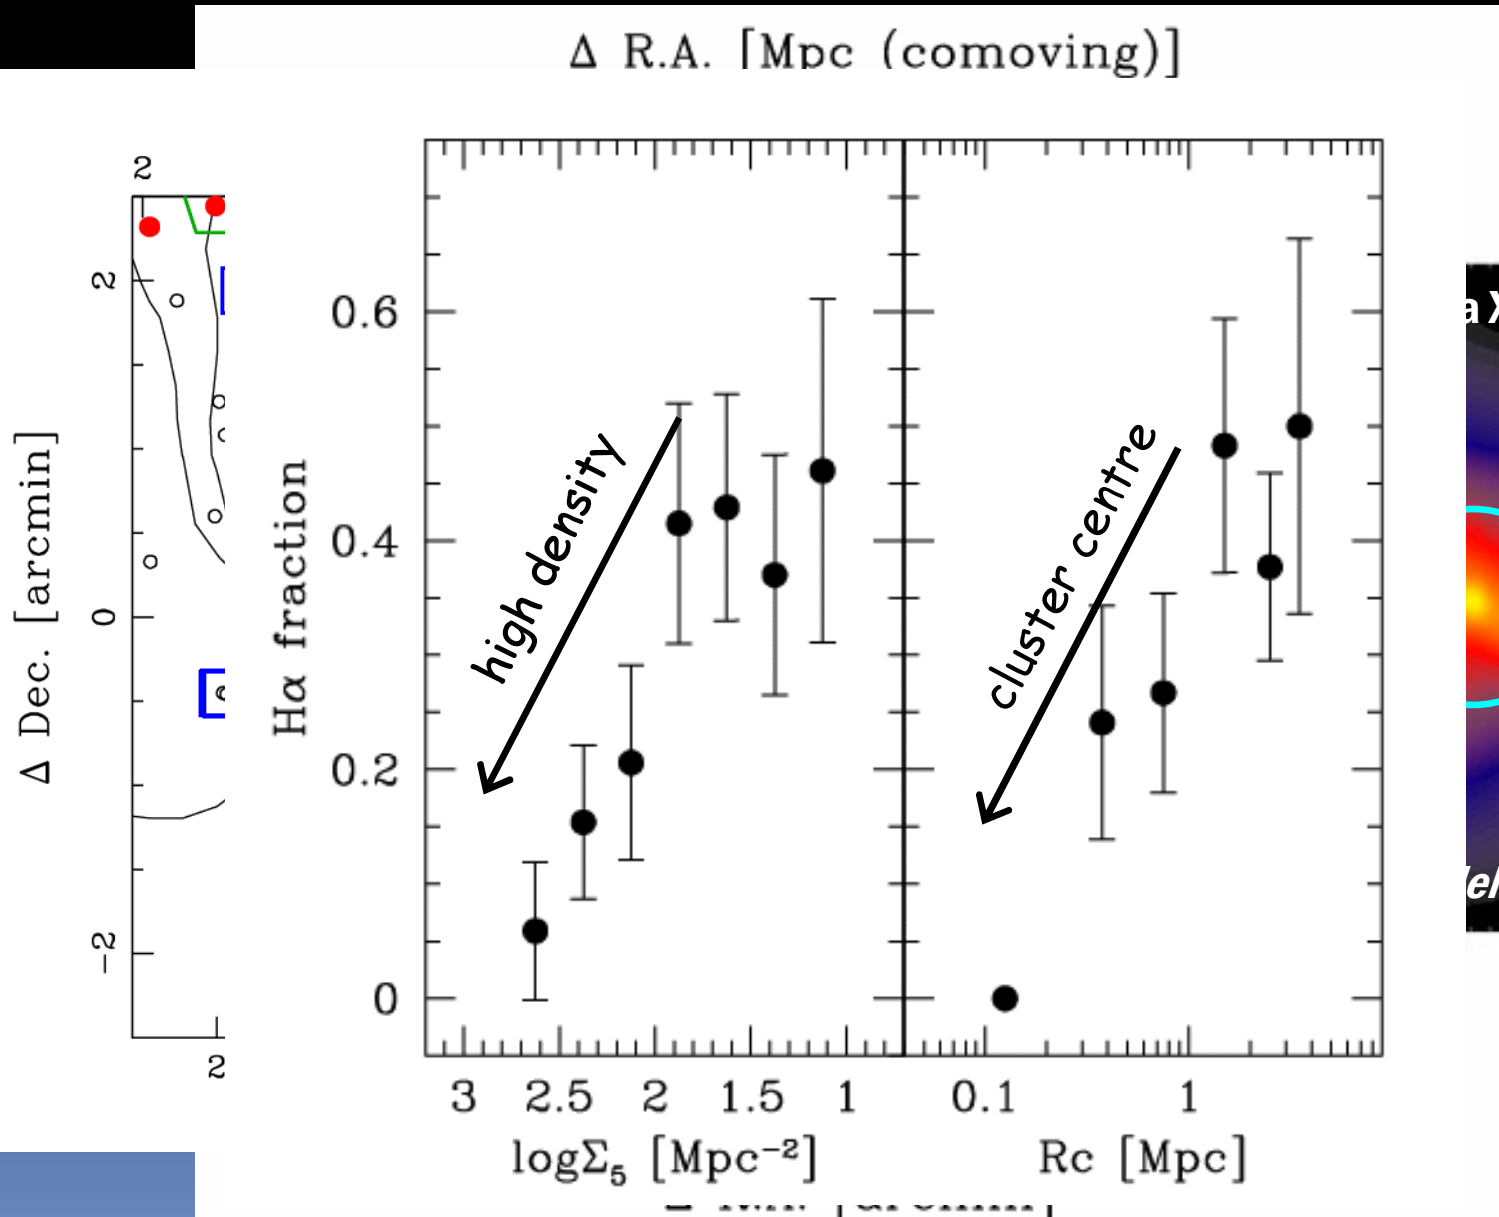 Δ R.A. [Mpc (comoving)]
2
2
0
-2
2
Δ Dec. [arcmin]
0.6
0.4
0.2
0
Hα fraction
high density
cluster centre
3 2.5 2 1.5 1
0.1 1
logΣ₅ [Mpc⁻²]
Rc [Mpc]